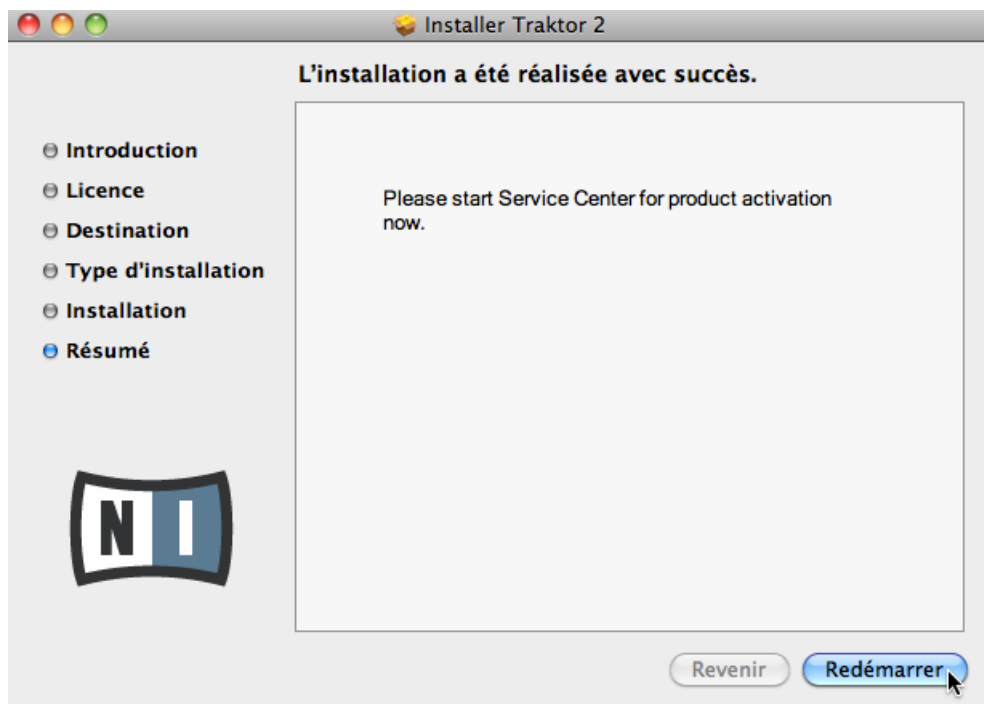 Installer Traktor 2
L'installation a été réalisée avec succès.
Introduction
Licence
Destination
Type d'installation
Installation
Résumé
Please start Service Center for product activation
now.
NI
Revenir
Redémarrer